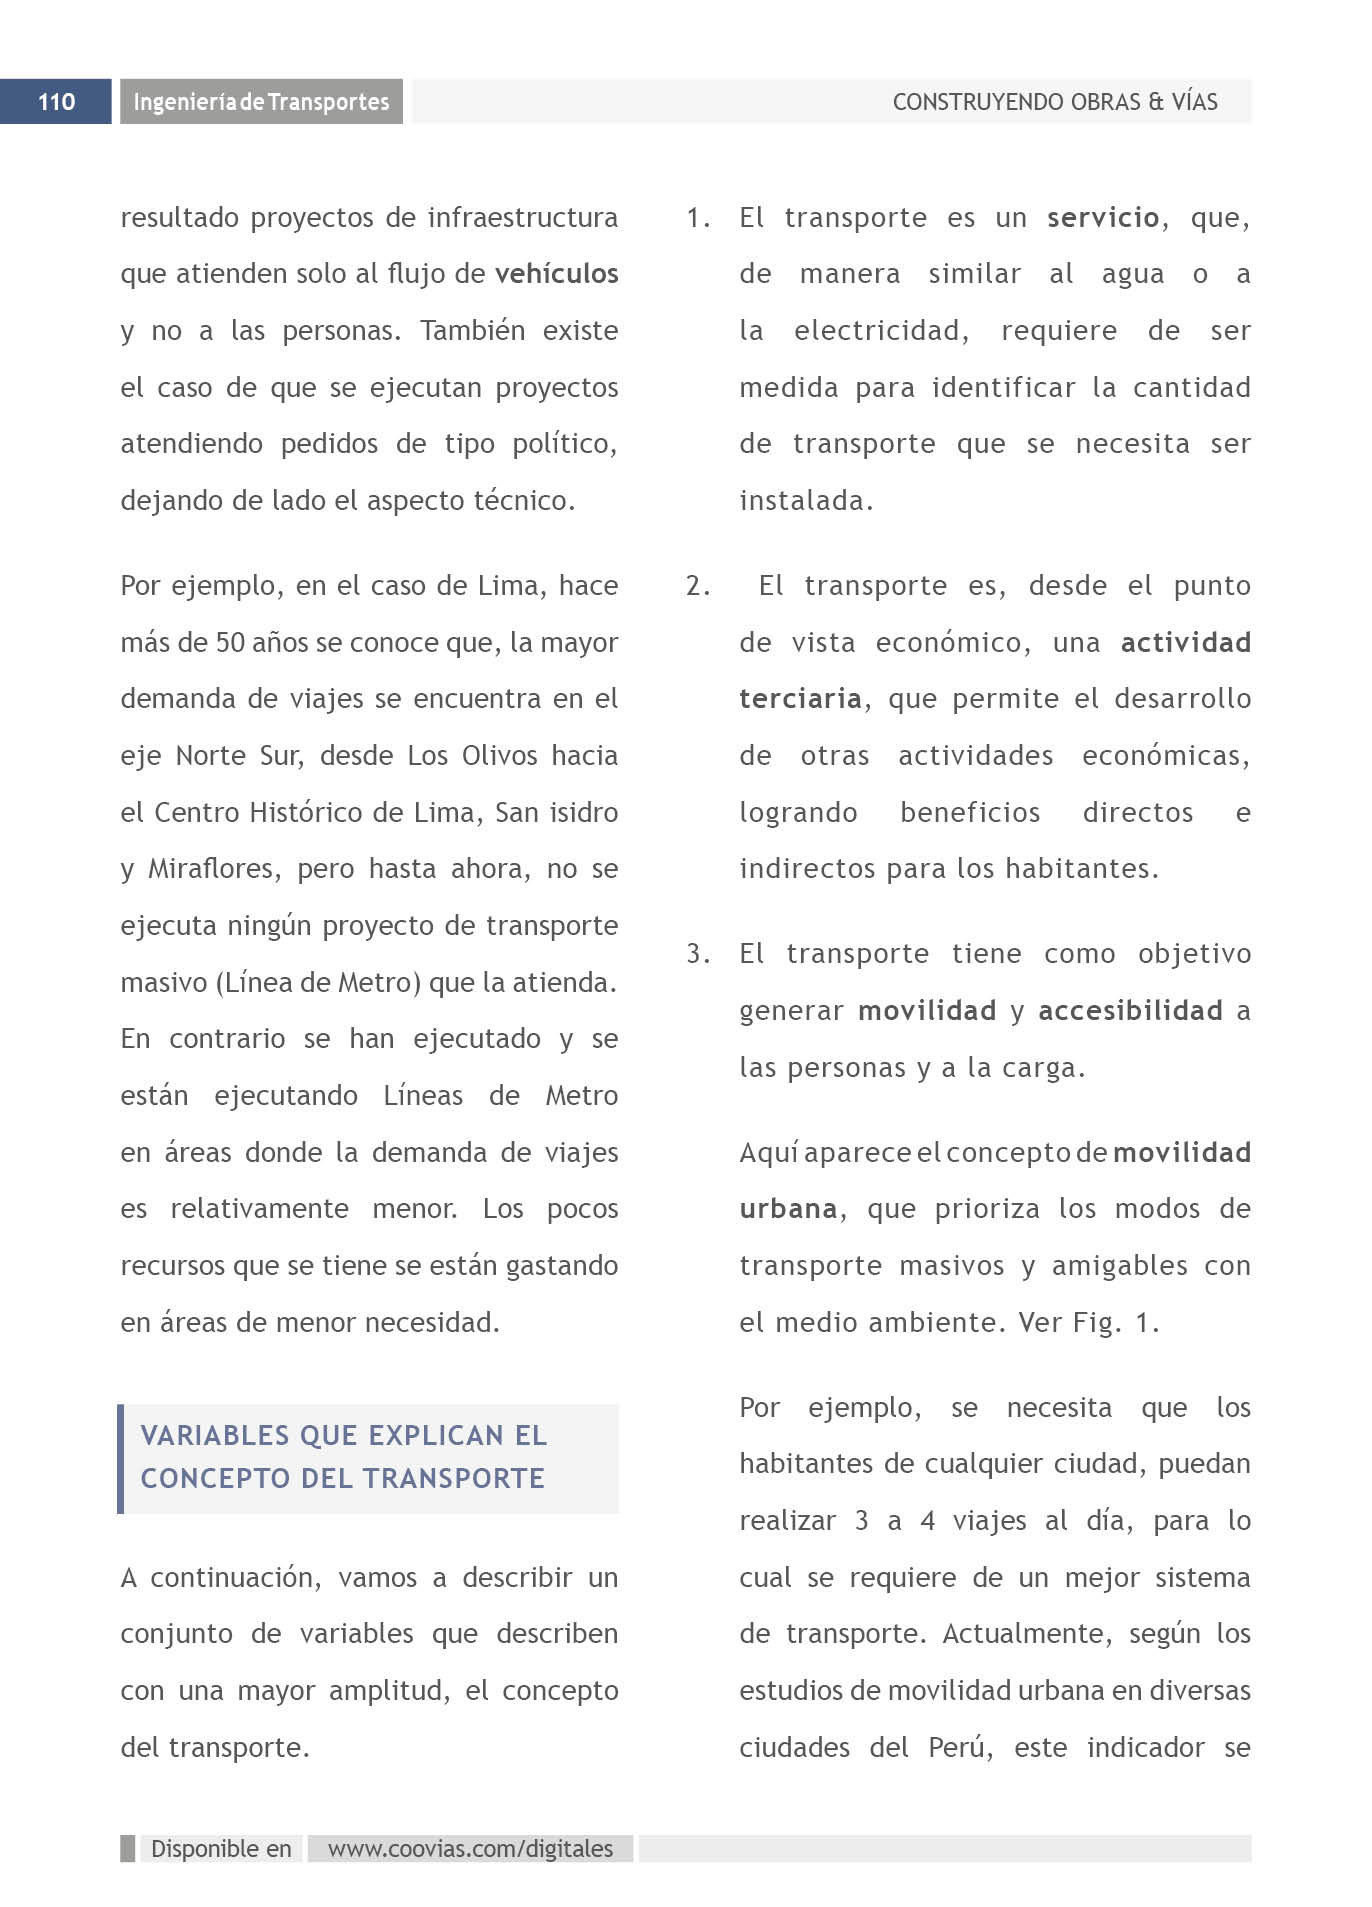 110
Ingeniería de Transportes
CONSTRUYENDO OBRAS & VÍAS
resultado proyectos de infraestructura
que atienden solo al flujo de vehículos
y no a las personas. También existe
el caso de que se ejecutan proyectos
atendiendo pedidos de tipo político,
dejando de lado el aspecto técnico.
Por ejemplo, en el caso de Lima, hace
más de 50 años se conoce que, la mayor
demanda de viajes se encuentra en el
eje Norte Sur, desde Los Olivos hacia
el Centro Histórico de Lima, San isidro
y Miraflores, pero hasta ahora, no se
ejecuta ningún proyecto de transporte
masivo (Línea de Metro) que la atienda.
En contrario se han ejecutado y se
están ejecutando Líneas de Metro
en áreas donde la demanda de viajes
es relativamente menor. Los pocos
recursos que se tiene se están gastando
en áreas de menor necesidad.
VARIABLES QUE EXPLICAN EL
CONCEPTO DEL TRANSPORTE
A continuación, vamos a describir un
conjunto de variables que describen
con una mayor amplitud, el concepto
del transporte.
1. El transporte es un servicio, que,
de manera similar al agua o a
la electricidad, requiere de ser
medida para identificar la cantidad
de transporte que se necesita ser
instalada.
2. El transporte es, desde el punto
de vista económico, una actividad
terciaria, que permite el desarrollo
de otras actividades económicas,
logrando beneficios directos e
indirectos para los habitantes.
3. El transporte tiene como objetivo
generar movilidad y accesibilidad a
las personas y a la carga.
Aquí aparece el concepto de movilidad
urbana, que prioriza los modos de
transporte masivos y amigables con
el medio ambiente. Ver Fig. 1.
Por ejemplo, se necesita que los
habitantes de cualquier ciudad, puedan
realizar 3 a 4 viajes al día, para lo
cual se requiere de un mejor sistema
de transporte. Actualmente, según los
estudios de movilidad urbana en diversas
ciudades del Perú, este indicador se
Disponible en
www.coovias.com/digitales